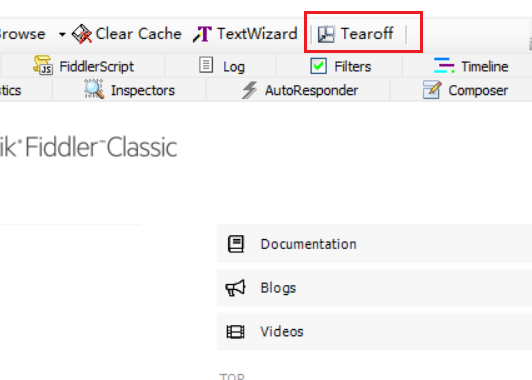 Browse Clear Cache TextWizard Tearoff
FiddlerScript Log Filters Timeline
tics Inspectors AutoResponder Composer
ik Fiddler™ Classic
Documentation
Blogs
Videos
TOP